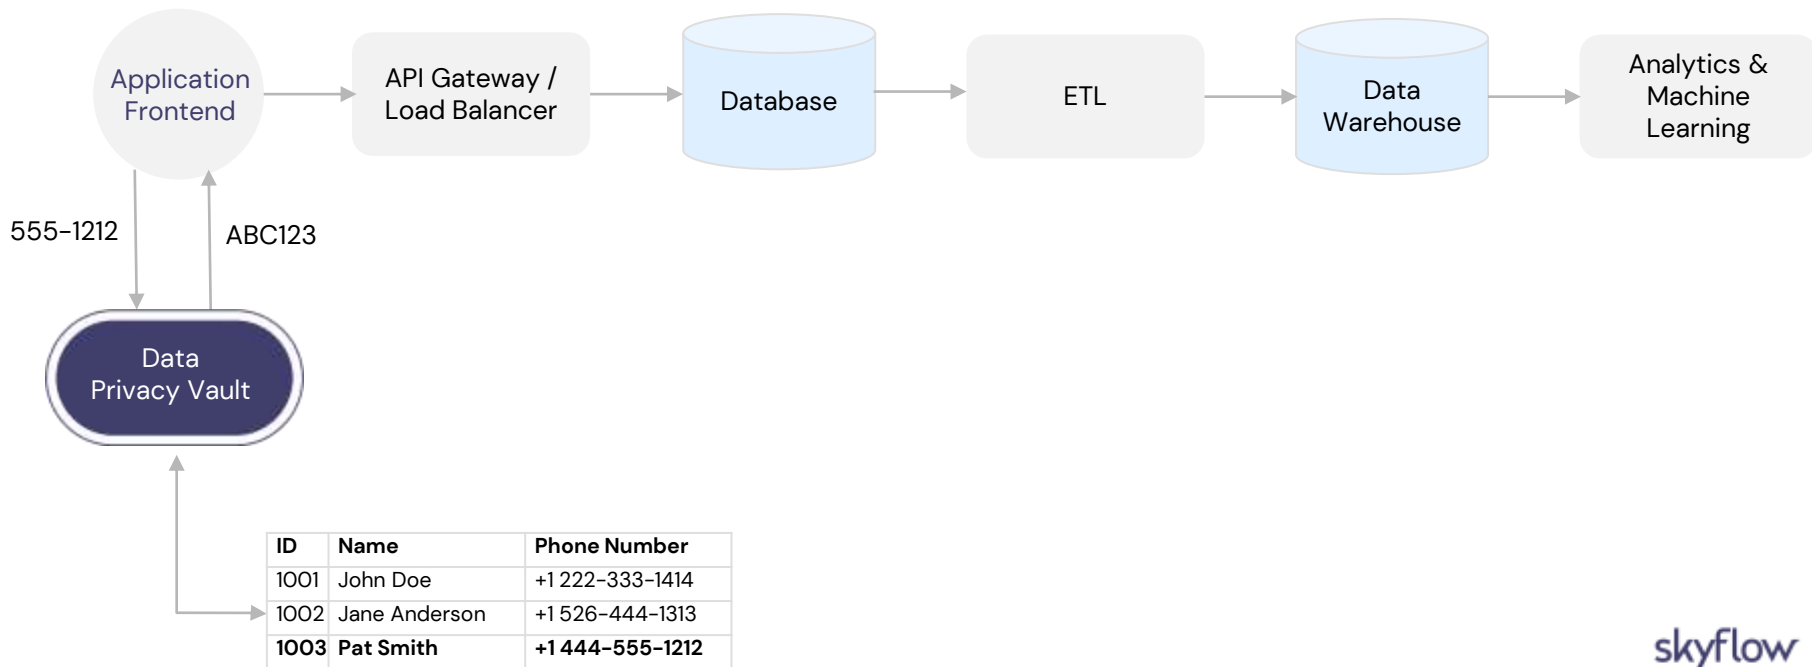 Application
Frontend
API Gateway /
Load Balancer
Database
ETL
Data
Warehouse
Analytics &
Machine
Learning
555-1212
ABC123
Data
Privacy Vault
ID Name Phone Number
1001 John Doe +1 222-333-1414
1002 Jane Anderson +1 526-444-1313
1003 Pat Smith +1 444-555-1212
skyflow